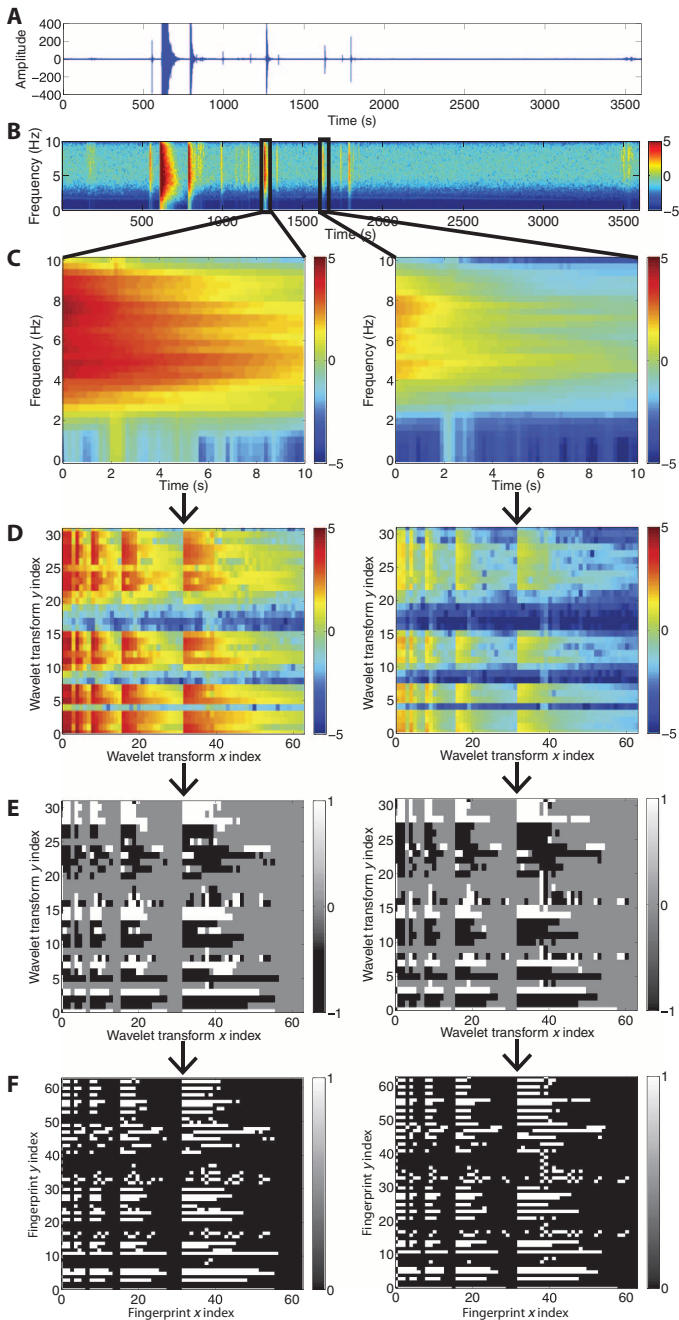 A
400
200
0
−200
−400
Amplitude
0 500 1000 1500 2000 2500 3000 3500
Time (s)
B
10
5
0
Frequency (Hz)
500 1000 1500 2000 2500 3000 3500
Time (s)
5
0
−5
C
10
8
6
4
2
0
Frequency (Hz)
0 2 4 6 8 10
Time (s)
5
0
−5
10
8
6
4
2
0
Frequency (Hz)
0 2 4 6 8 10
Time (s)
5
0
−5
D
30
25
20
15
10
5
0
Wavelet transform y index
0 20 40 60
Wavelet transform x index
5
0
−5
30
25
20
15
10
5
0
Wavelet transform y index
0 20 40 60
Wavelet transform x index
5
0
−5
E
30
25
20
15
10
5
0
Wavelet transform y index
0 20 40 60
Wavelet transform x index
1
0
−1
30
25
20
15
10
5
0
Wavelet transform y index
0 20 40 60
Wavelet transform x index
1
0
−1
F
60
50
40
30
20
10
0
Fingerprint y index
0 20 40 60
Fingerprint x index
1
0
60
50
40
30
20
10
0
Fingerprint y index
0 20 40 60
Fingerprint x index
1
0